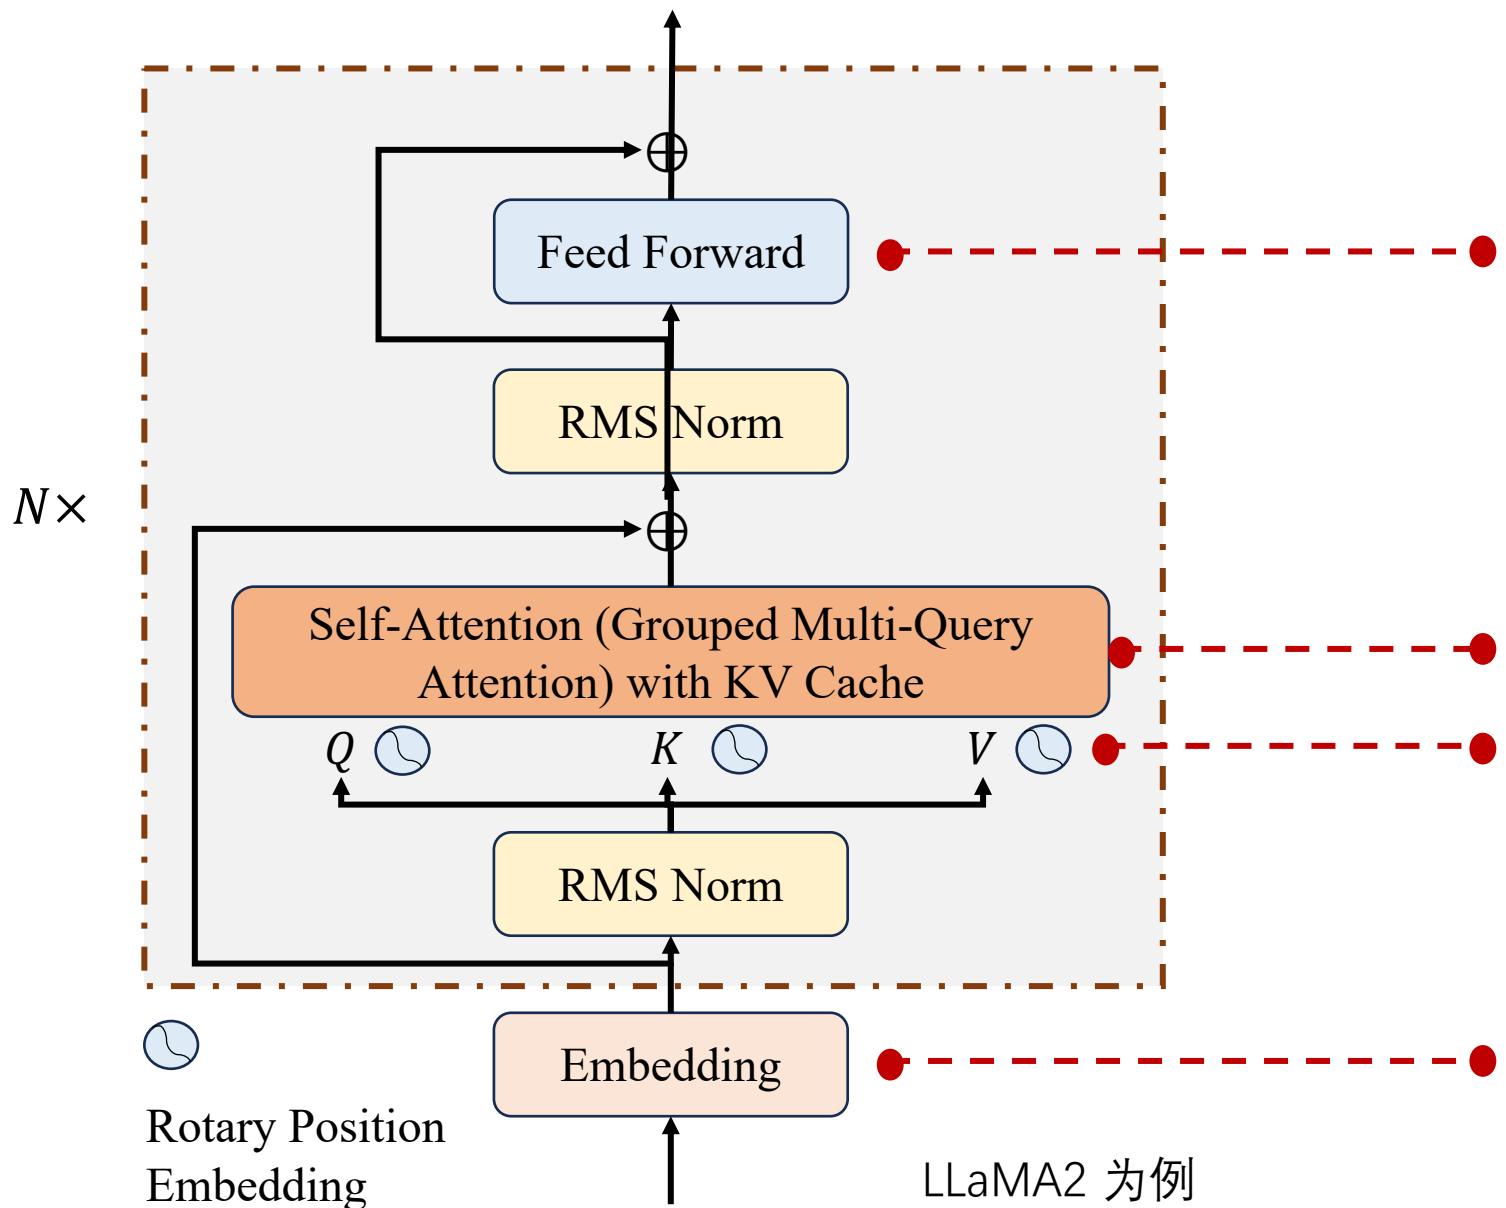 Feed Forward
RMS Norm
N×
Self-Attention (Grouped Multi-Query
Attention) with KV Cache
Q K V
RMS Norm
Embedding
Rotary Position
Embedding
LLaMA2 为例